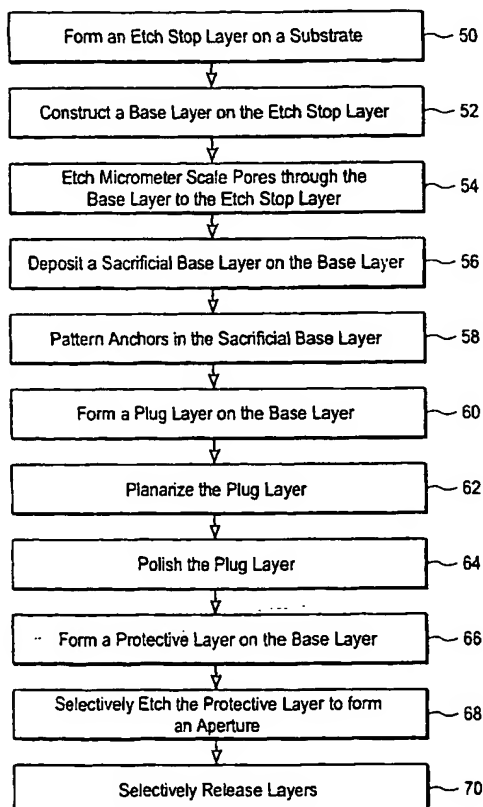 Form an Etch Stop Layer on a Substrate
50
Construct a Base Layer on the Etch Stop Layer
52
Etch Micrometer Scale Pores through the
Base Layer to the Etch Stop Layer
54
Deposit a Sacrificial Base Layer on the Base Layer
56
Pattern Anchors in the Sacrificial Base Layer
58
Form a Plug Layer on the Base Layer
60
Planarize the Plug Layer
62
Polish the Plug Layer
64
Form a Protective Layer on the Base Layer
66
Selectively Etch the Protective Layer to form
an Aperture
68
Selectively Release Layers
70